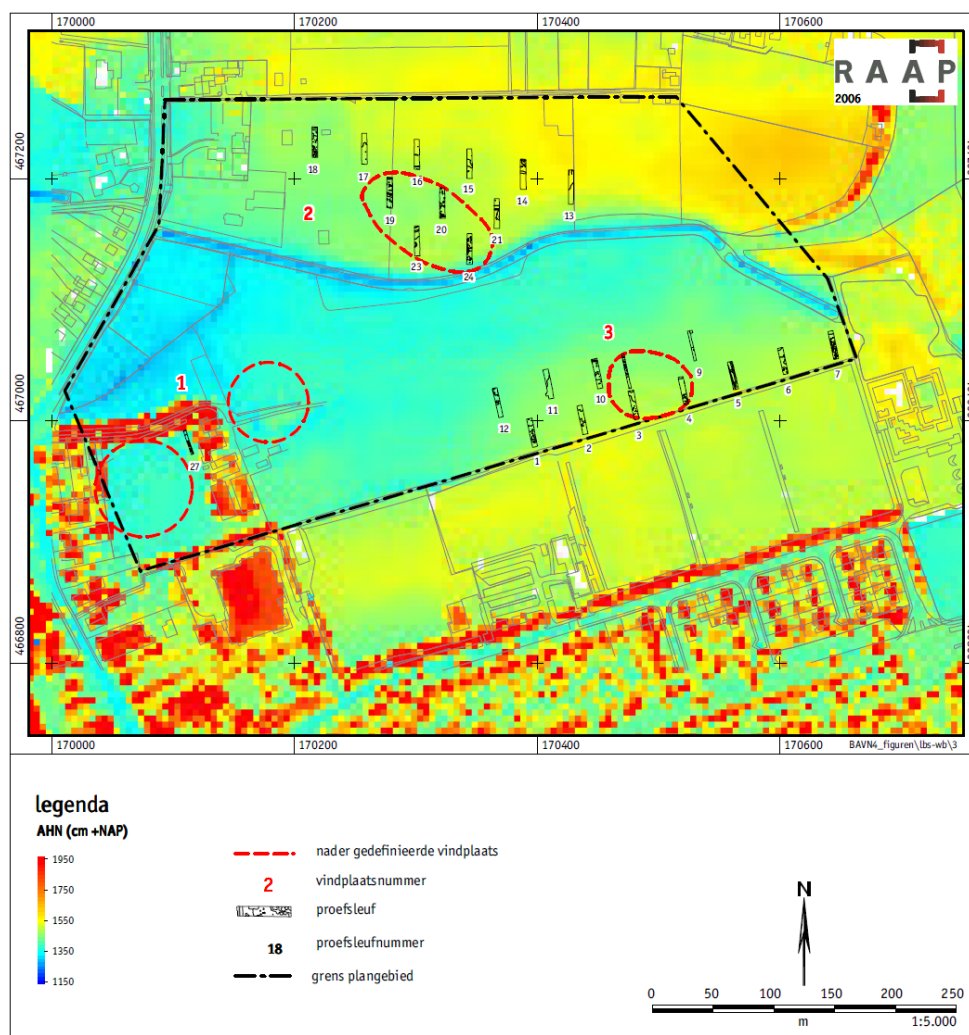 170000 170200 170400 170600
RAAP
2006
467200
18 17 16 15 14 13
2 19 20 21
23 24
3
1
9
10 11 12
1 2 3 4 5 6 7
467000
27
466800
170000 170200 170400 170600
BAVN4_figuren\lbs-wb\3
legenda
AHN (cm +NAP)
1950
1750
1550
1350
1150
nader gedefinieerde vindplaats
2 vindplaatsnummer
proefsleuf
18 proefsleufnummer
grens plangebied
N
0 50 100 150 200 250
m 1:5.000